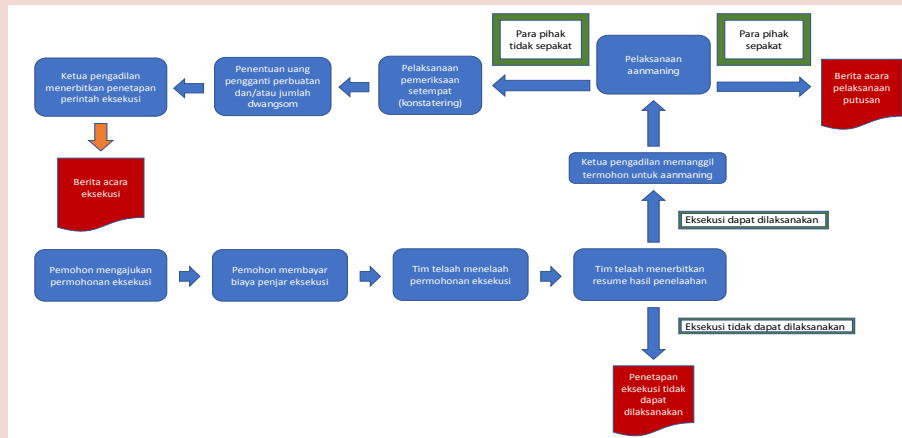 Para pihak
tidak sepakat
Para pihak
sepakat
Ketua pengadilan
menerbitkan penetapan
perintah eksekusi
Penentuan uang
pengganti perbuatan
dan/atau jumlah
dwangsom
Pelaksanaan
pemeriksaan
setempat
(konstatering)
Pelaksanaan
aanmaning
Berita acara
pelaksanaan
putusan
Berita acara
eksekusi
Ketua pengadilan memanggil
termohon untuk aanmaning
Eksekusi dapat dilaksanakan
Pemohon mengajukan
permohonan eksekusi
Pemohon membayar
biaya penjar eksekusi
Tim telaah menelaah
permohonan eksekusi
Tim telaah menerbitkan
resume hasil penelaahan
Eksekusi tidak dapat dilaksanakan
Penetapan
eksekusi tidak
dapat
dilaksanakan